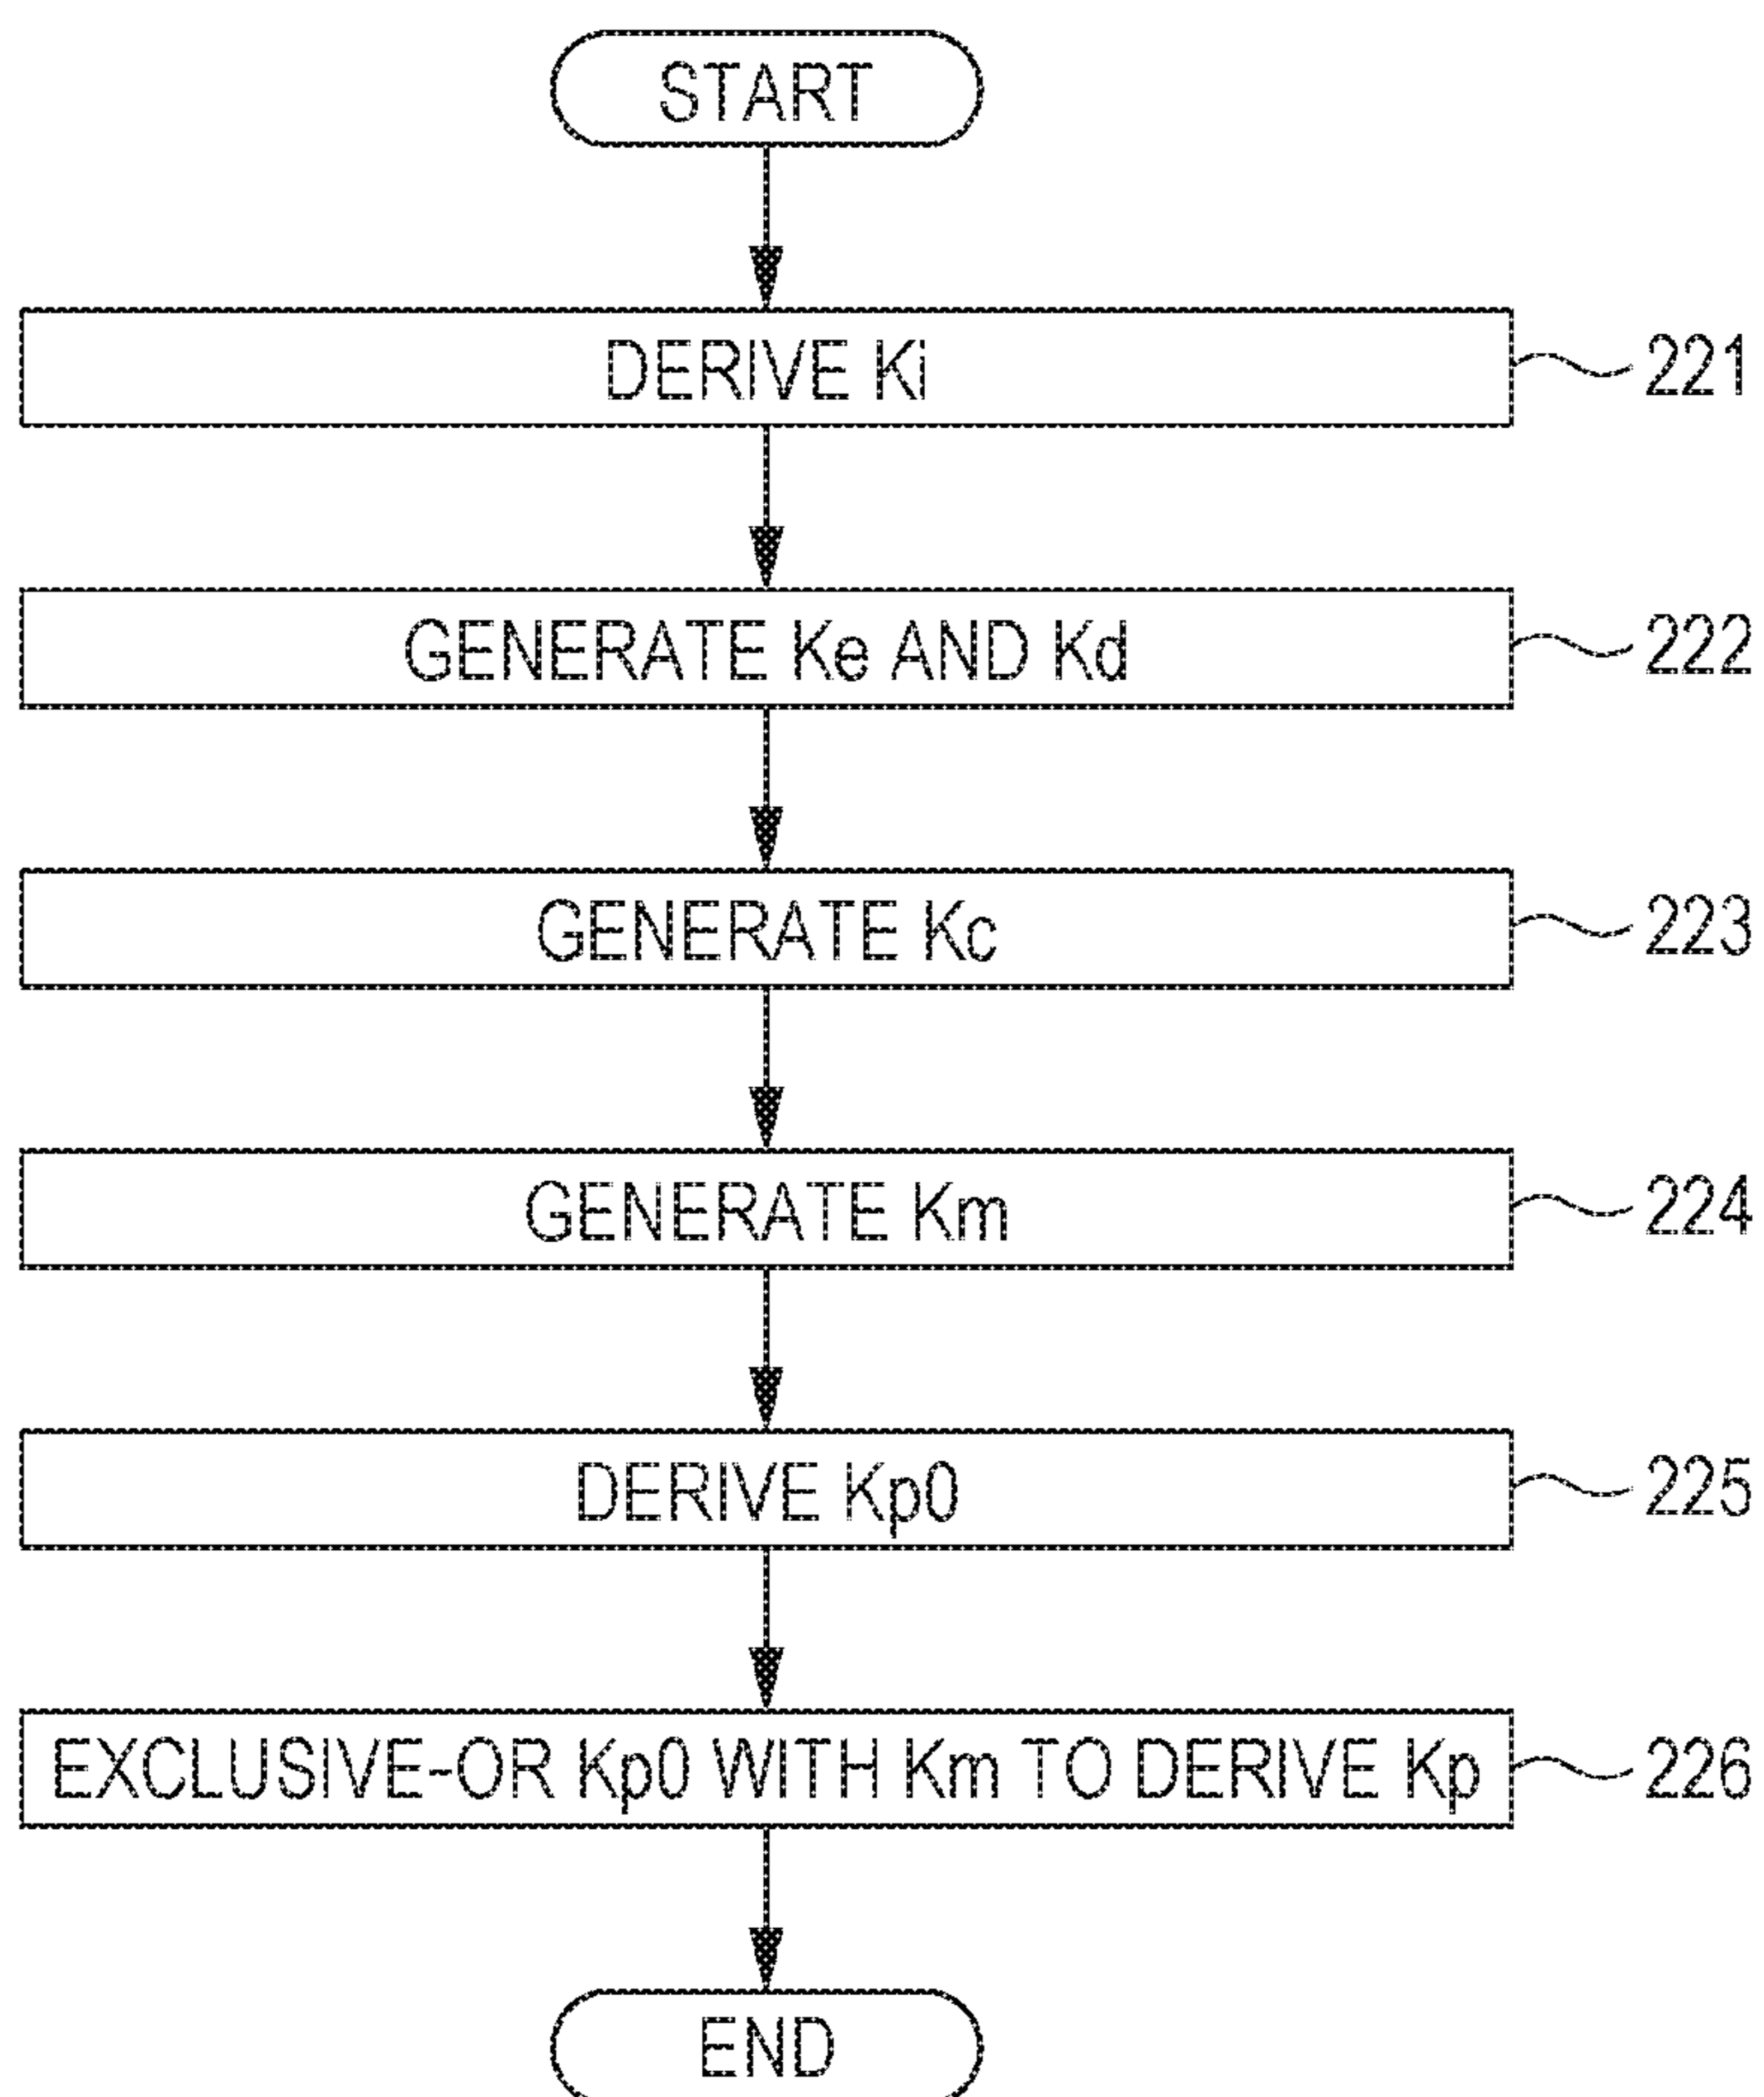 START
DERIVE Ki 221
GENERATE Ke AND Kd 222
GENERATE Kc 223
GENERATE Km 224
DERIVE Kp0 225
EXCLUSIVE-OR Kp0 WITH Km TO DERIVE Kp 226
END